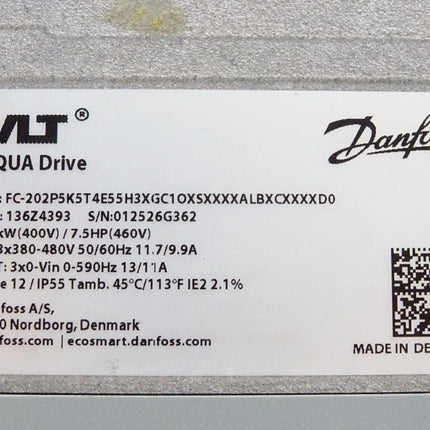 VLT® Danfo
QUA Drive
: FC-202P5K5T4E55H3XGC1OXSXXXXALBXCXXXXD0
: 136Z4393 S/N:012526G362
kW(400V) / 7.5HP(460V)
3x380-480V 50/60Hz 11.7/9.9A
T: 3x0-Vin 0-590Hz 13/11A
e 12 / IP55 Tamb. 45°C/113°F IE2 2.1%
foss A/S,
0 Nordborg, Denmark
foss.com | ecosmart.danfoss.com
MADE IN DE